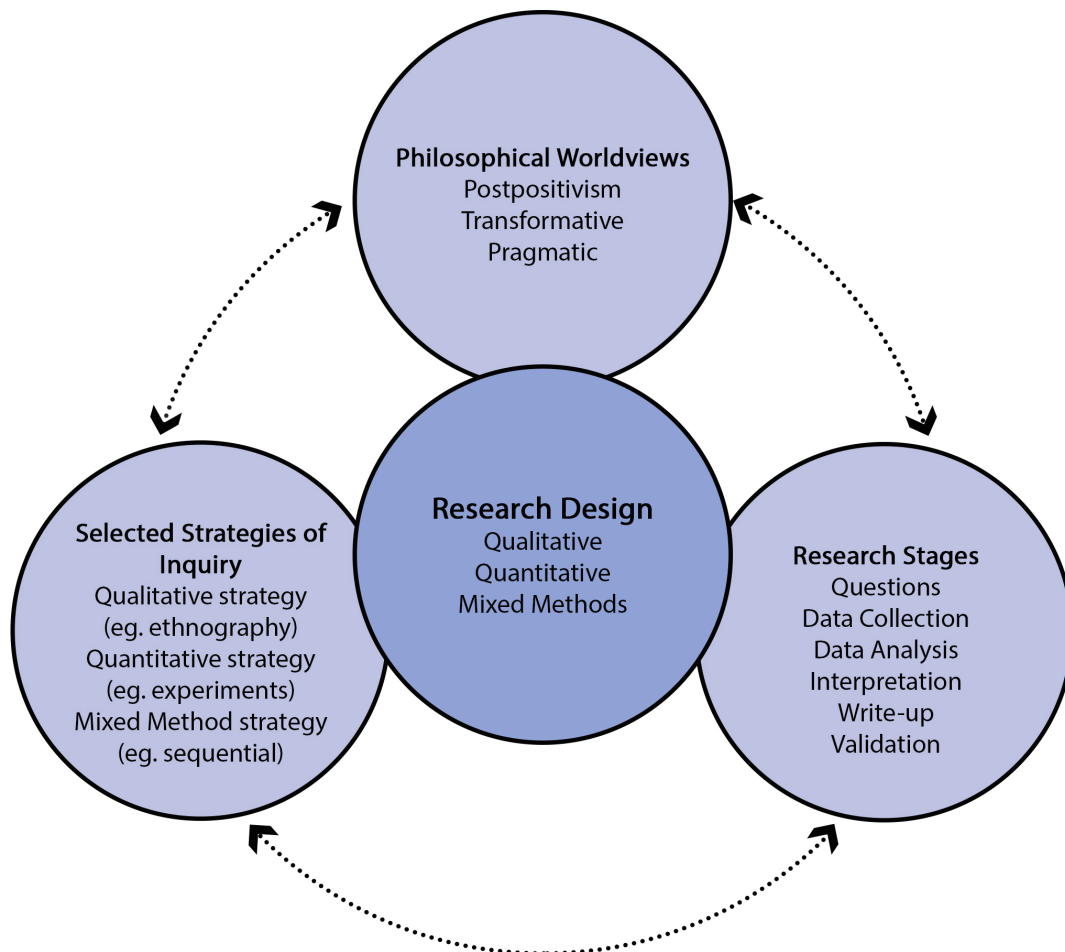 Philosophical Worldviews
Postpositivism
Transformative
Pragmatic
Research Design
Qualitative
Quantitative
Mixed Methods
Selected Strategies of
Inquiry
Qualitative strategy
(eg. ethnography)
Quantitative strategy
(eg. experiments)
Mixed Method strategy
(eg. sequential)
Research Stages
Questions
Data Collection
Data Analysis
Interpretation
Write-up
Validation